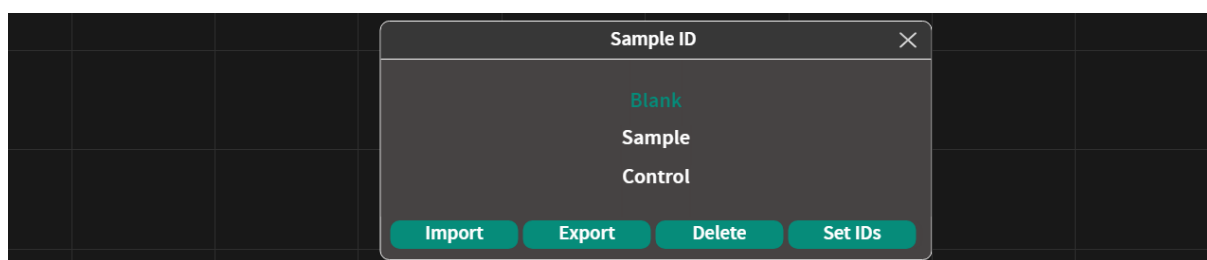 Sample ID
Blank
Sample
Control
Import Export Delete Set IDs